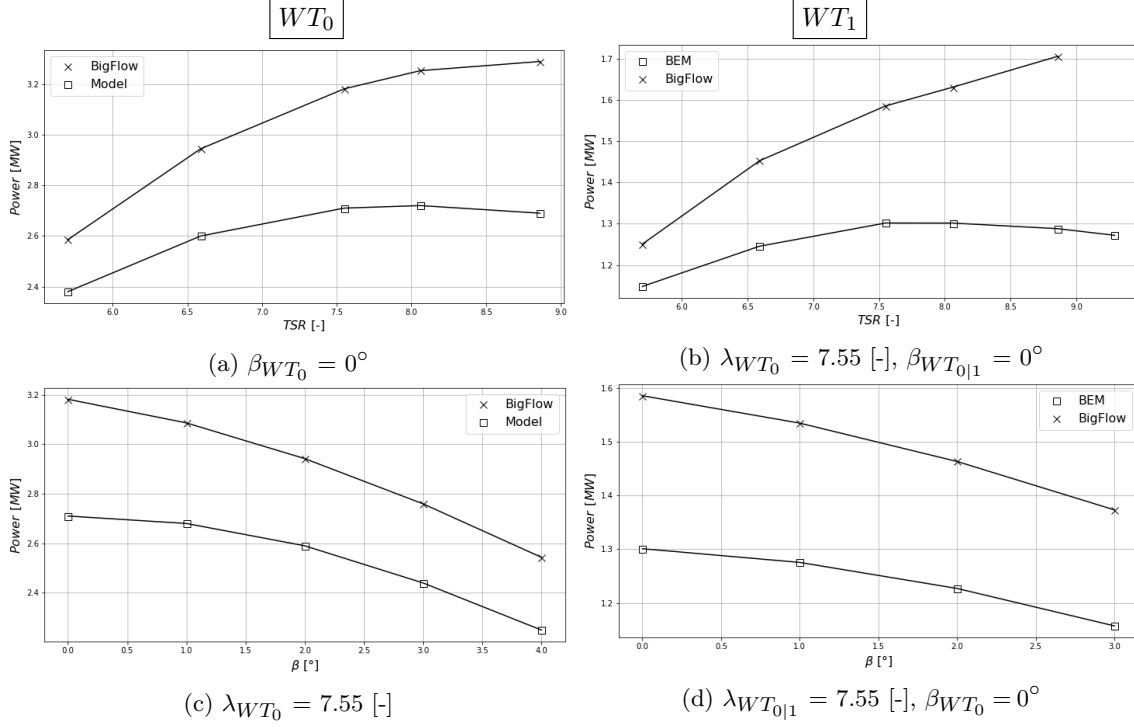 WT₀
WT₁
BigFlow
Model
3.2
3.0
2.8
2.6
2.4
Power [MW]
6.0 6.5 7.0 7.5 8.0 8.5 9.0
TSR [-]
(a) β_WT₀ = 0°
BEM
BigFlow
1.7
1.6
1.5
1.4
1.3
1.2
Power [MW]
6.0 6.5 7.0 7.5 8.0 8.5 9.0
TSR [-]
(b) λ_WT₀ = 7.55 [-], β_WT₀|₁ = 0°
BigFlow
Model
3.2
3.0
2.8
2.6
2.4
Power [MW]
0.0 0.5 1.0 1.5 2.0 2.5 3.0 3.5 4.0
β [°]
(c) λ_WT₀ = 7.55 [-]
BEM
BigFlow
1.6
1.5
1.4
1.3
1.2
Power [MW]
0.0 0.5 1.0 1.5 2.0 2.5 3.0
β [°]
(d) λ_WT₀|₁ = 7.55 [-], β_WT₀ = 0°